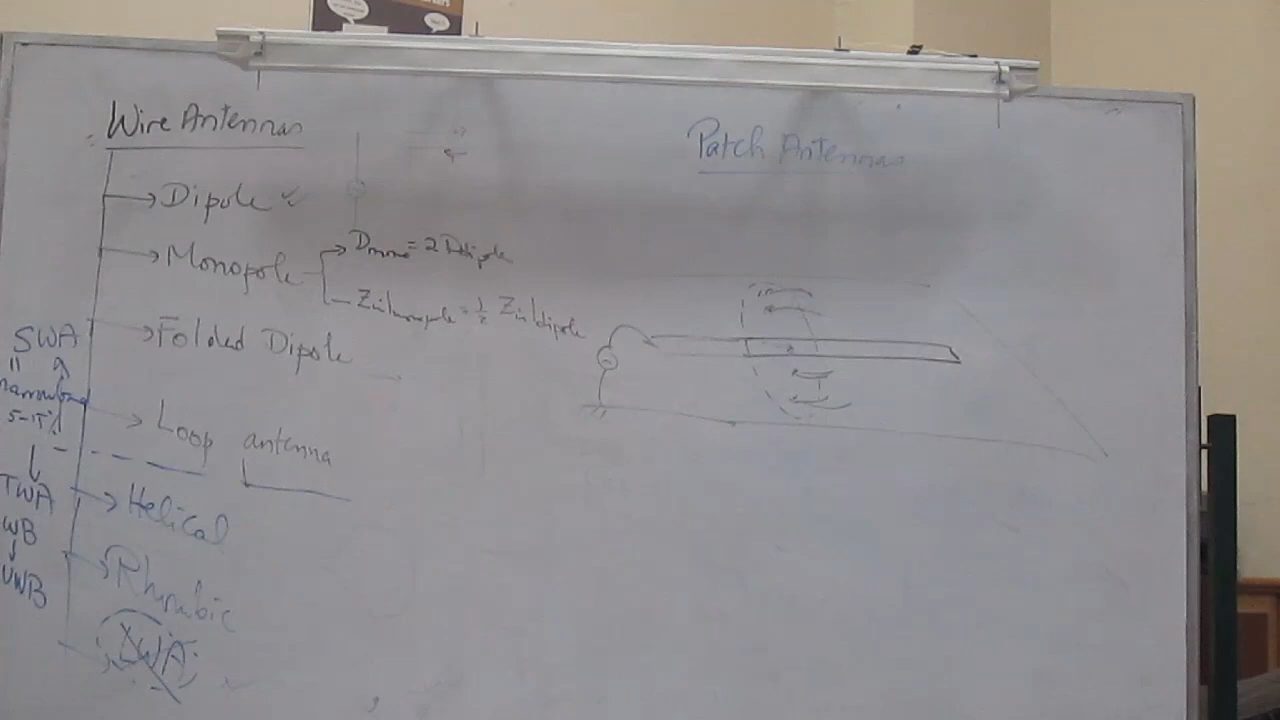 Wire Antennas
Dipole
Monopole
Dmono = 2 Ddipole
Zin|monopole = 1/2 Zin|dipole
Folded Dipole
SWA
narrowband
5-15%
Loop antenna
TWA
Helical
WB
UWB
Rhombic
Patch Antennas